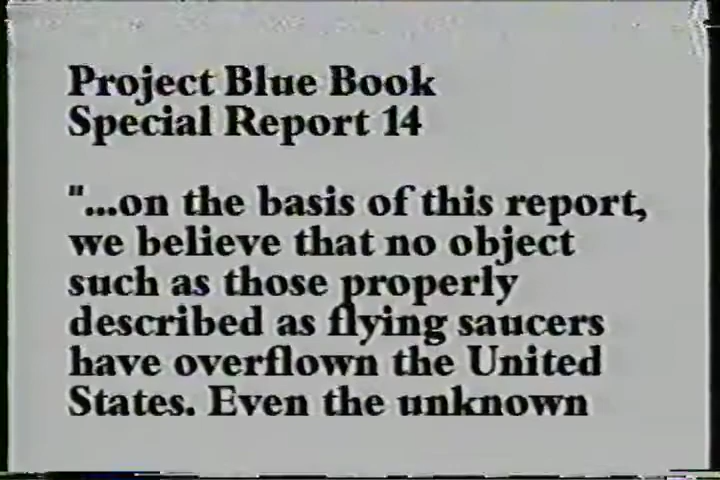 Project Blue Book
Special Report 14
"...on the basis of this report,
we believe that no object
such as those properly
described as flying saucers
have overflown the United
States. Even the unknown